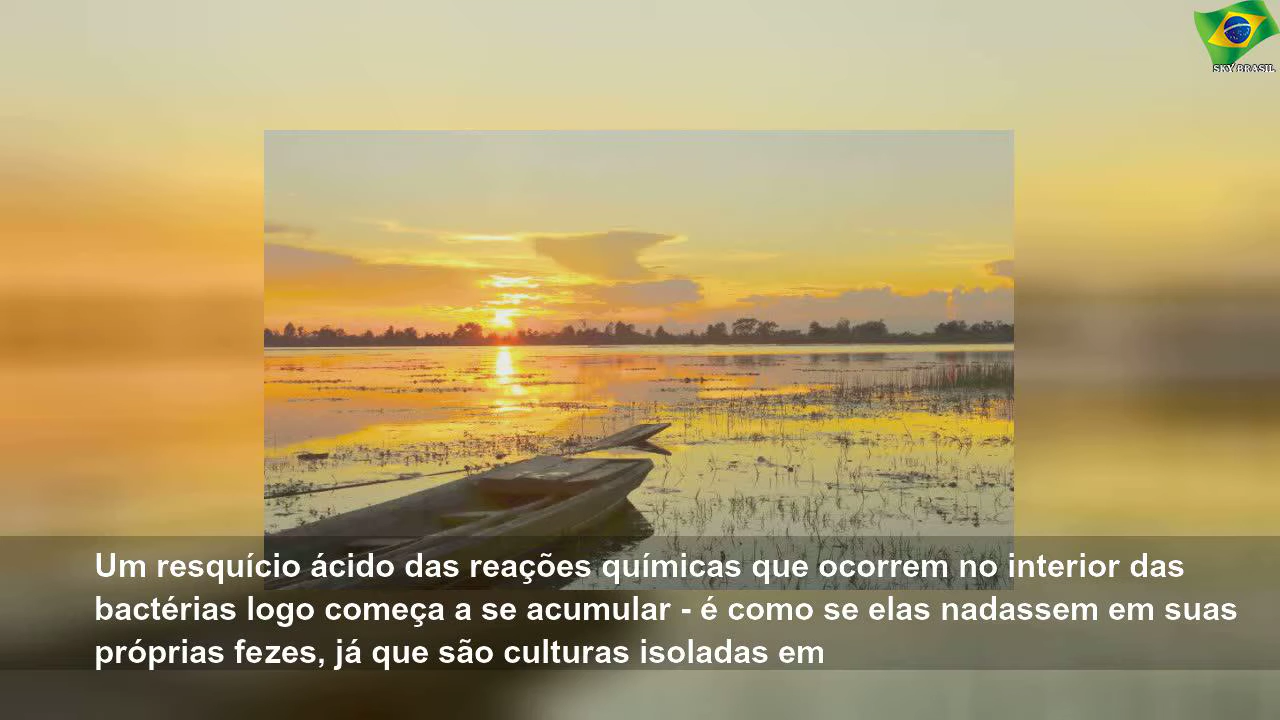 SKY BRASIL
Um resquício ácido das reações químicas que ocorrem no interior das
bactérias logo começa a se acumular - é como se elas nadassem em suas
próprias fezes, já que são culturas isoladas em